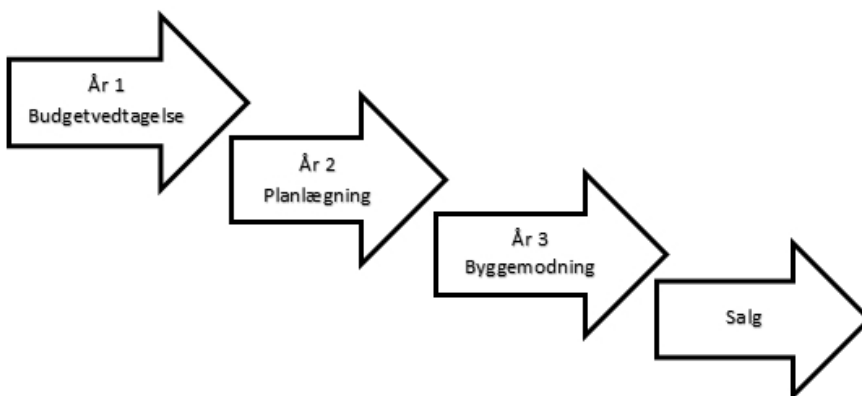 År 1
Budgetvedtagelse
År 2
Planlægning
År 3
Byggemodning
Salg